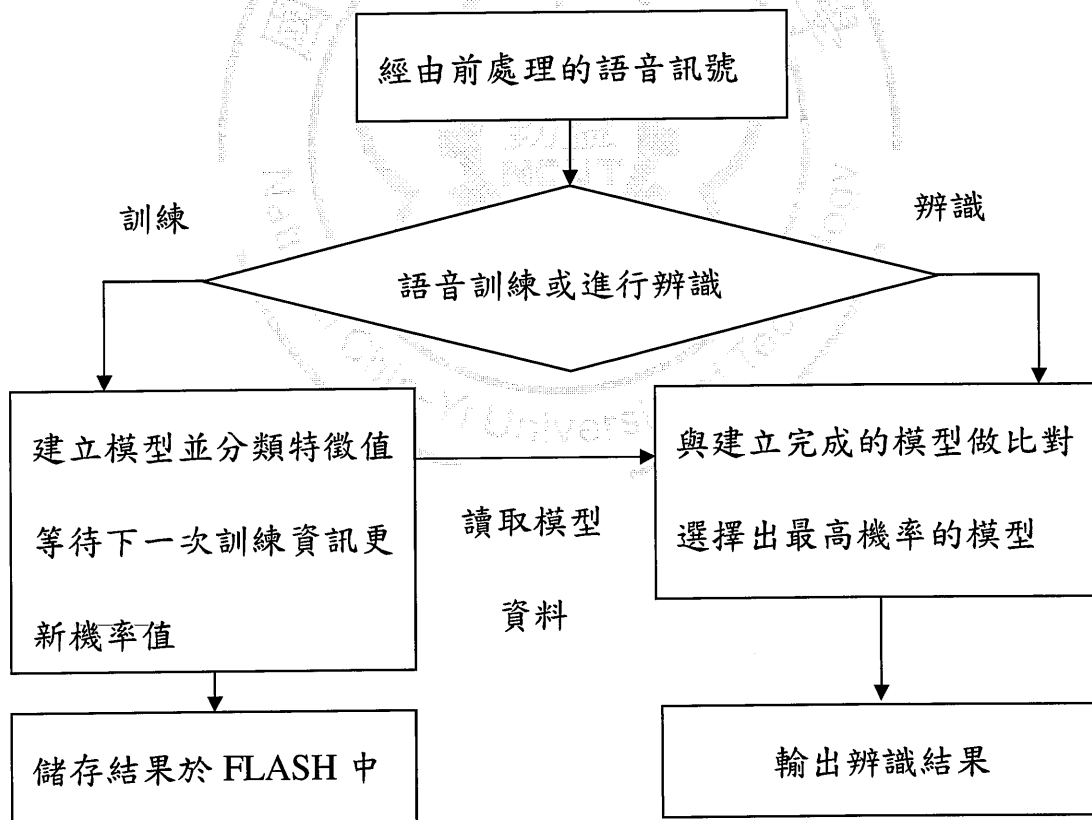 經由前處理的語音訊號
訓練
辨識
語音訓練或進行辨識
建立模型並分類特徵值
等待下一次訓練資訊更
新機率值
讀取模型
資料
與建立完成的模型做比對
選擇出最高機率的模型
儲存結果於 FLASH 中
輸出辨識結果